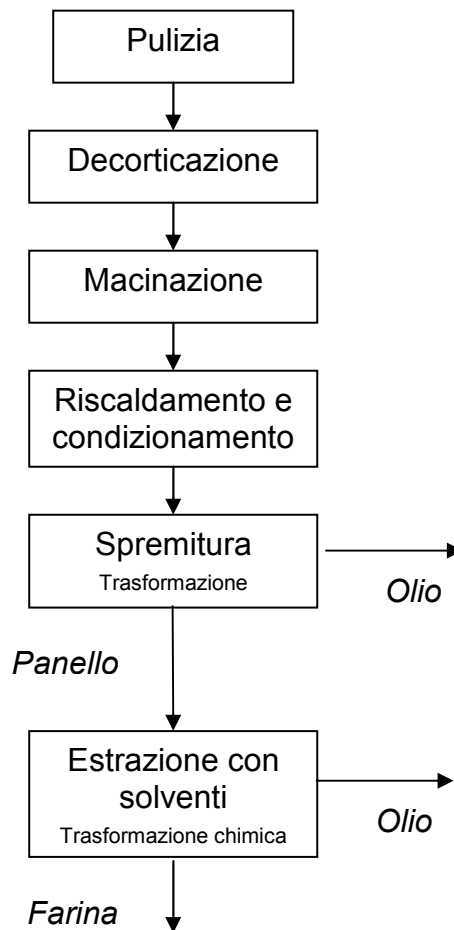 Pulizia
Decorticazione
Macinazione
Riscaldamento e
condizionamento
Spremitura
Trasformazione
Olio
Panello
Estrazione con
solventi
Trasformazione chimica
Olio
Farina